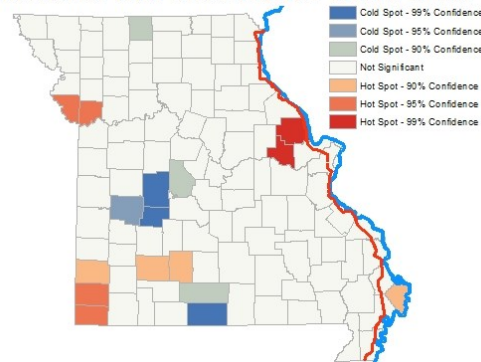 Cold Spot - 99% Confidence
Cold Spot - 95% Confidence
Cold Spot - 90% Confidence
Not Significant
Hot Spot - 90% Confidence
Hot Spot - 95% Confidence
Hot Spot - 99% Confidence